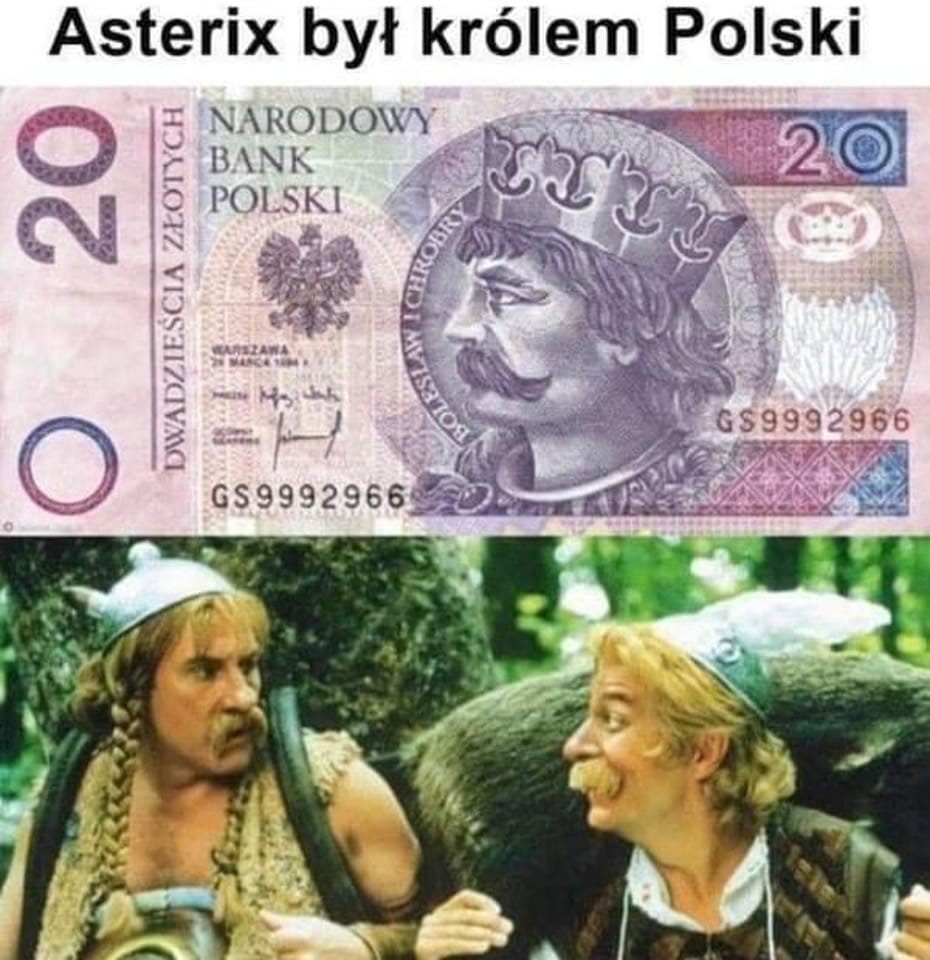 Asterix był królem Polski
20
DWADZIEŚCIA ZŁOTYCH
NARODOWY
BANK
POLSKI
WARSZAWA
BOLESŁAW I CHROBRY
20
GS9992966
GS9992966